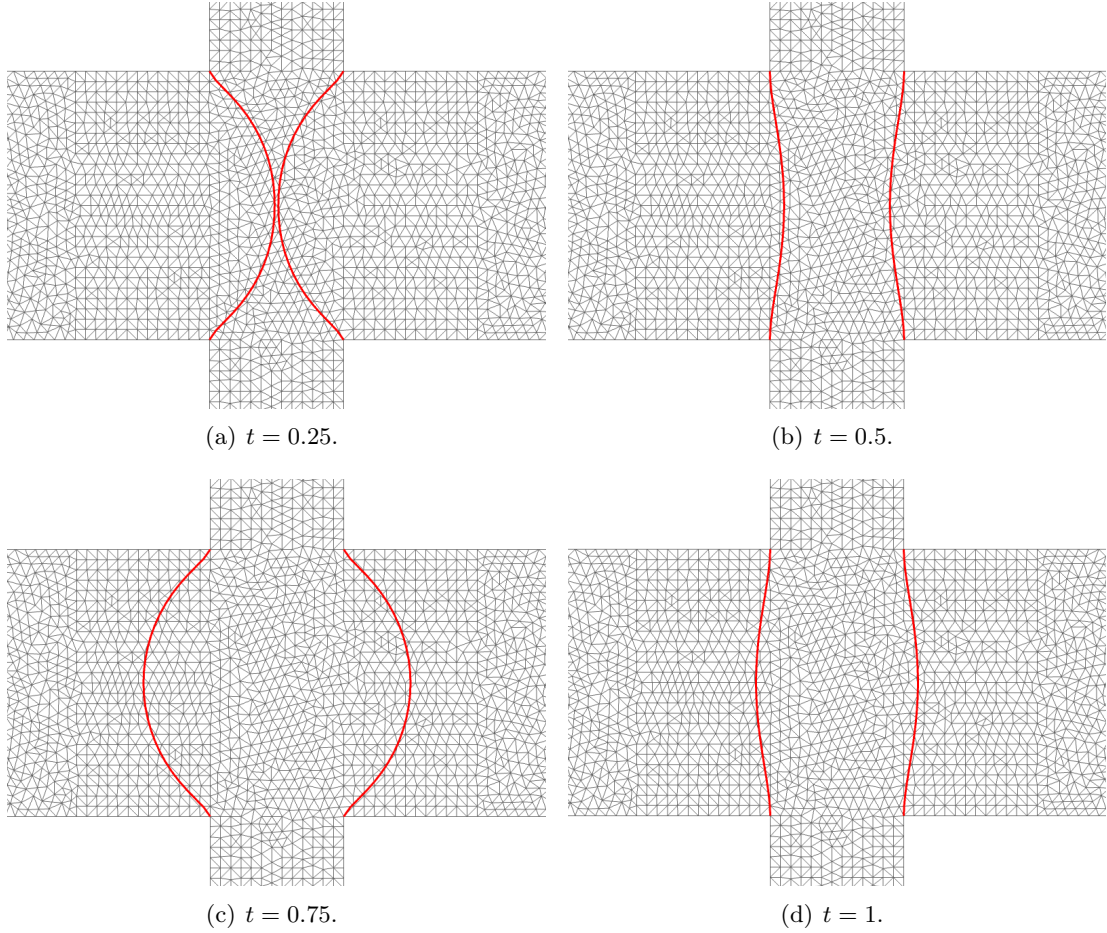 (a) t = 0.25.
(b) t = 0.5.
(c) t = 0.75.
(d) t = 1.